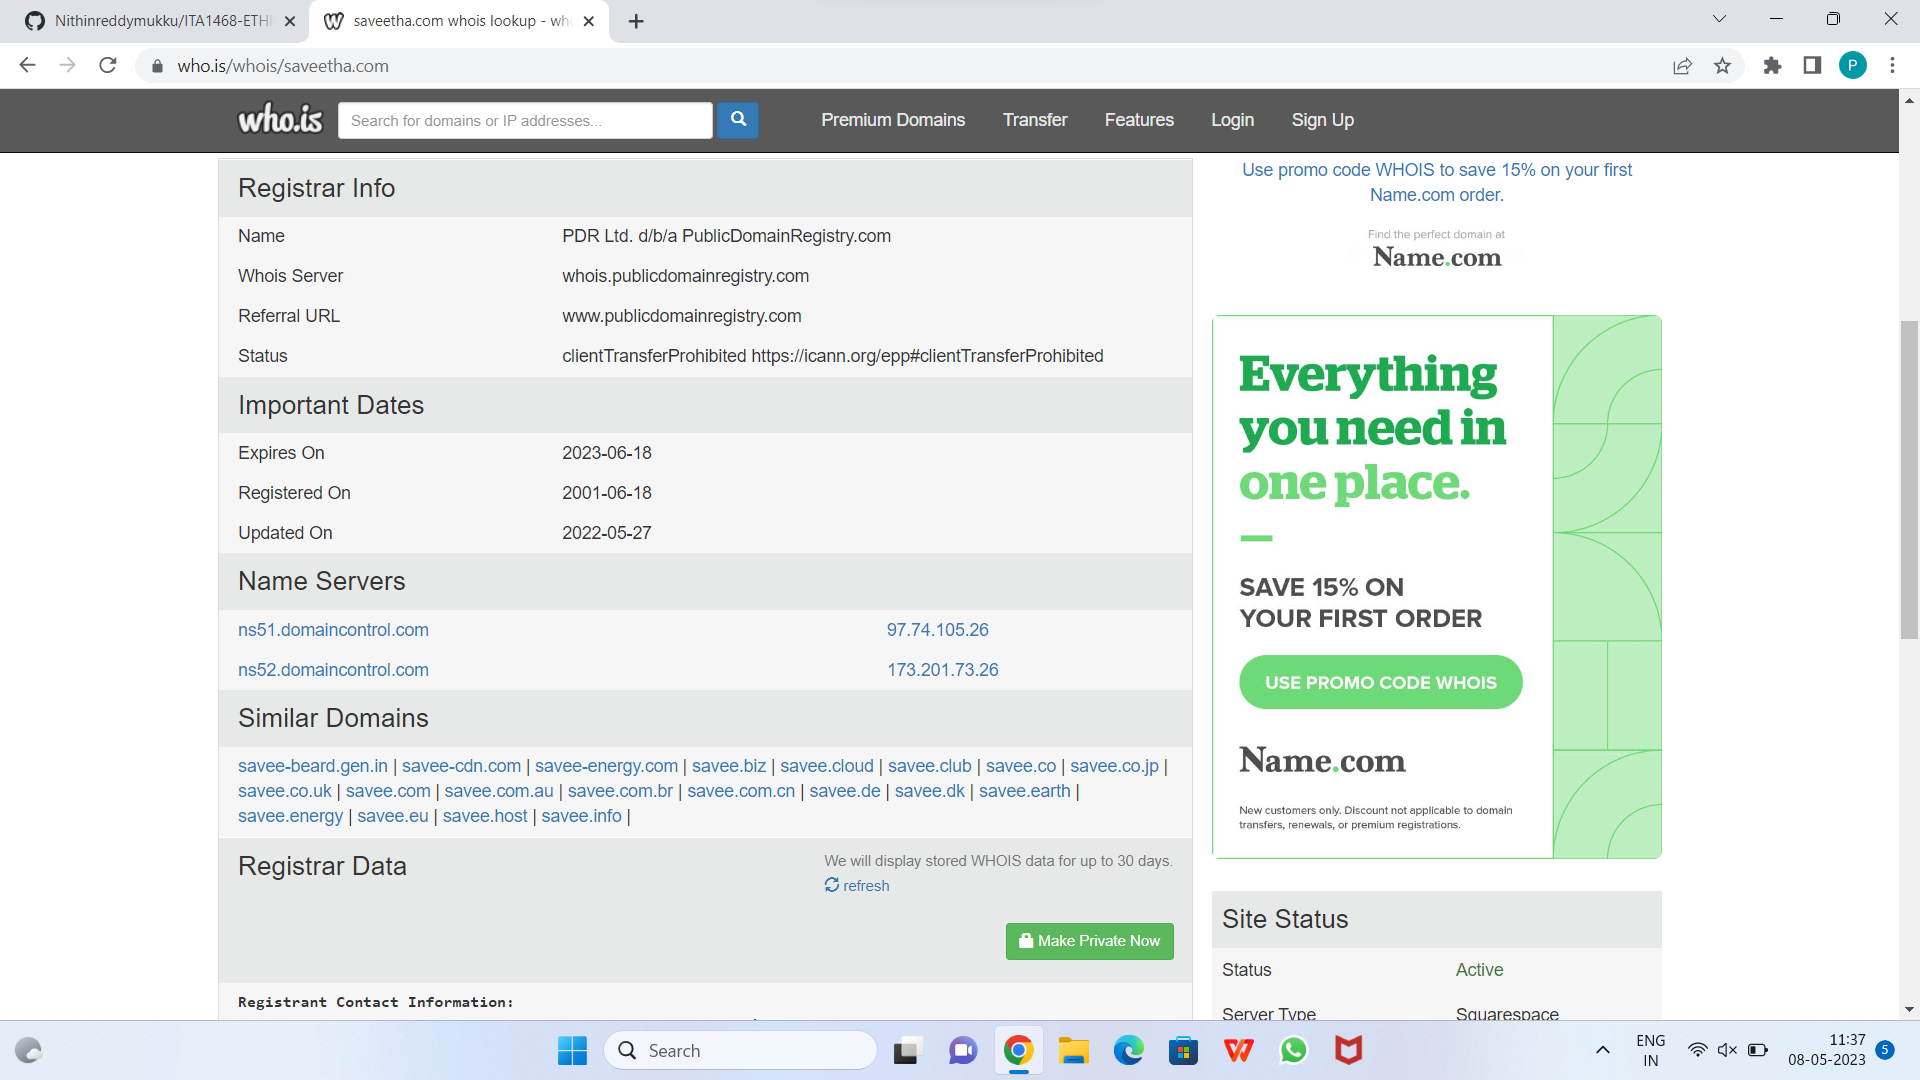 Nithinreddymukku/ITA1468-ETHI
saveetha.com whois lookup - who
who.is/whois/saveetha.com
P
who.is
Search for domains or IP addresses...
Premium Domains
Transfer
Features
Login
Sign Up
Registrar Info
Name PDR Ltd. d/b/a PublicDomainRegistry.com
Whois Server whois.publicdomainregistry.com
Referral URL www.publicdomainregistry.com
Status clientTransferProhibited https://icann.org/epp#clientTransferProhibited
Important Dates
Expires On 2023-06-18
Registered On 2001-06-18
Updated On 2022-05-27
Name Servers
ns51.domaincontrol.com 97.74.105.26
ns52.domaincontrol.com 173.201.73.26
Similar Domains
savee-beard.gen.in | savee-cdn.com | savee-energy.com | savee.biz | savee.cloud | savee.club | savee.co | savee.co.jp |
savee.co.uk | savee.com | savee.com.au | savee.com.br | savee.com.cn | savee.de | savee.dk | savee.earth |
savee.energy | savee.eu | savee.host | savee.info |
Registrar Data
We will display stored WHOIS data for up to 30 days.
refresh
Make Private Now
Registrant Contact Information:
Use promo code WHOIS to save 15% on your first
Name.com order.
Find the perfect domain at
Name.com
Everything
you need in
one place.
SAVE 15% ON
YOUR FIRST ORDER
USE PROMO CODE WHOIS
Name.com
New customers only. Discount not applicable to domain
transfers, renewals, or premium registrations.
Site Status
Status Active
Server Type Squarespace
Search
ENG
IN
11:37
08-05-2023
5